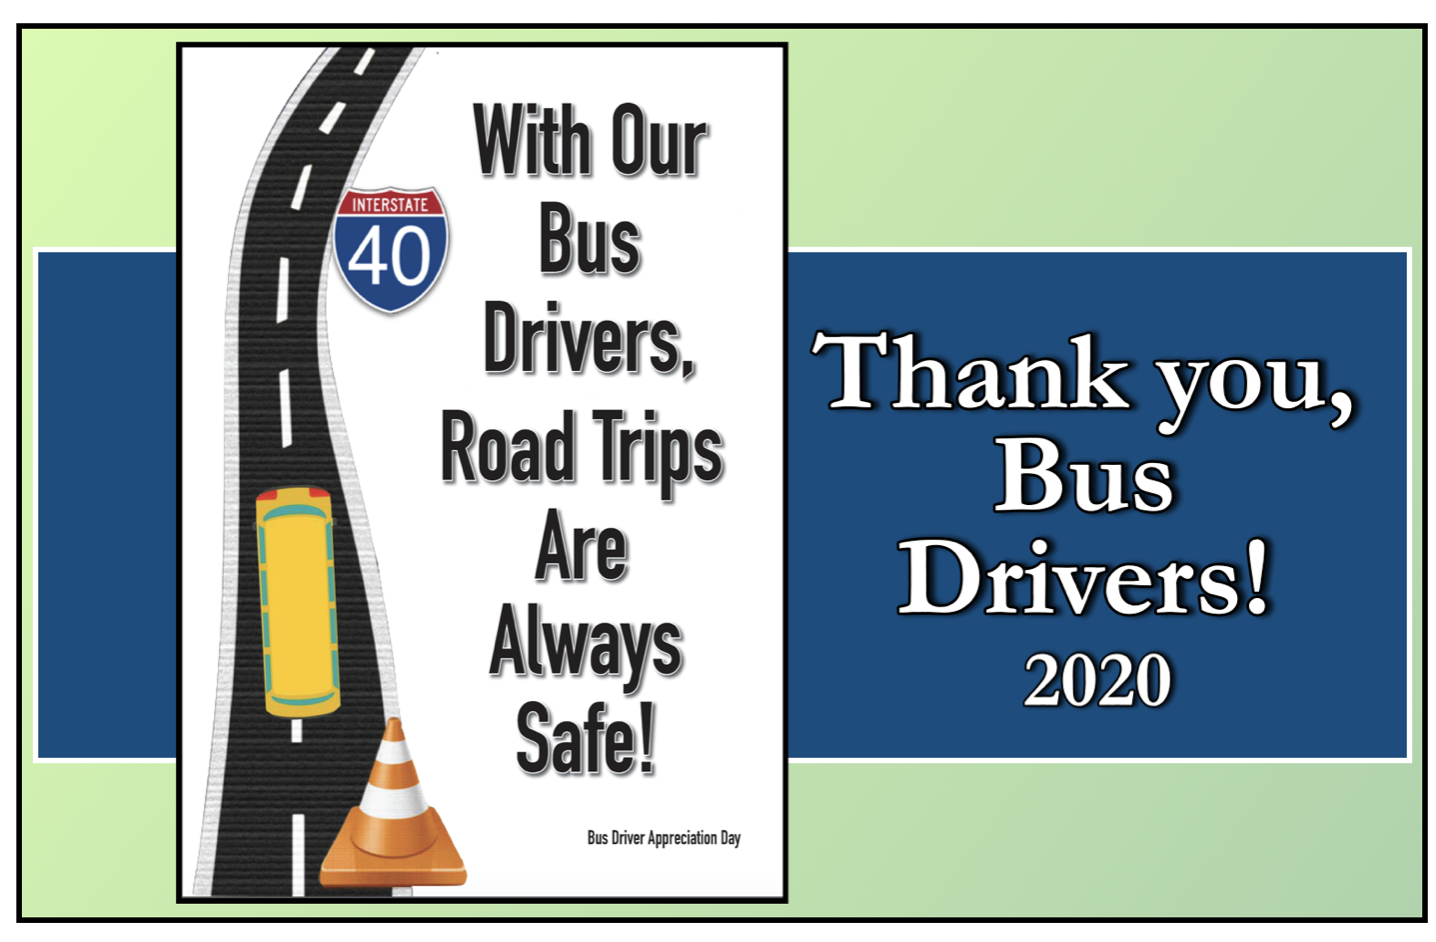 INTERSTATE
40
With Our
Bus
Drivers,
Road Trips
Are
Always
Safe!
Bus Driver Appreciation Day
Thank you,
Bus
Drivers!
2020